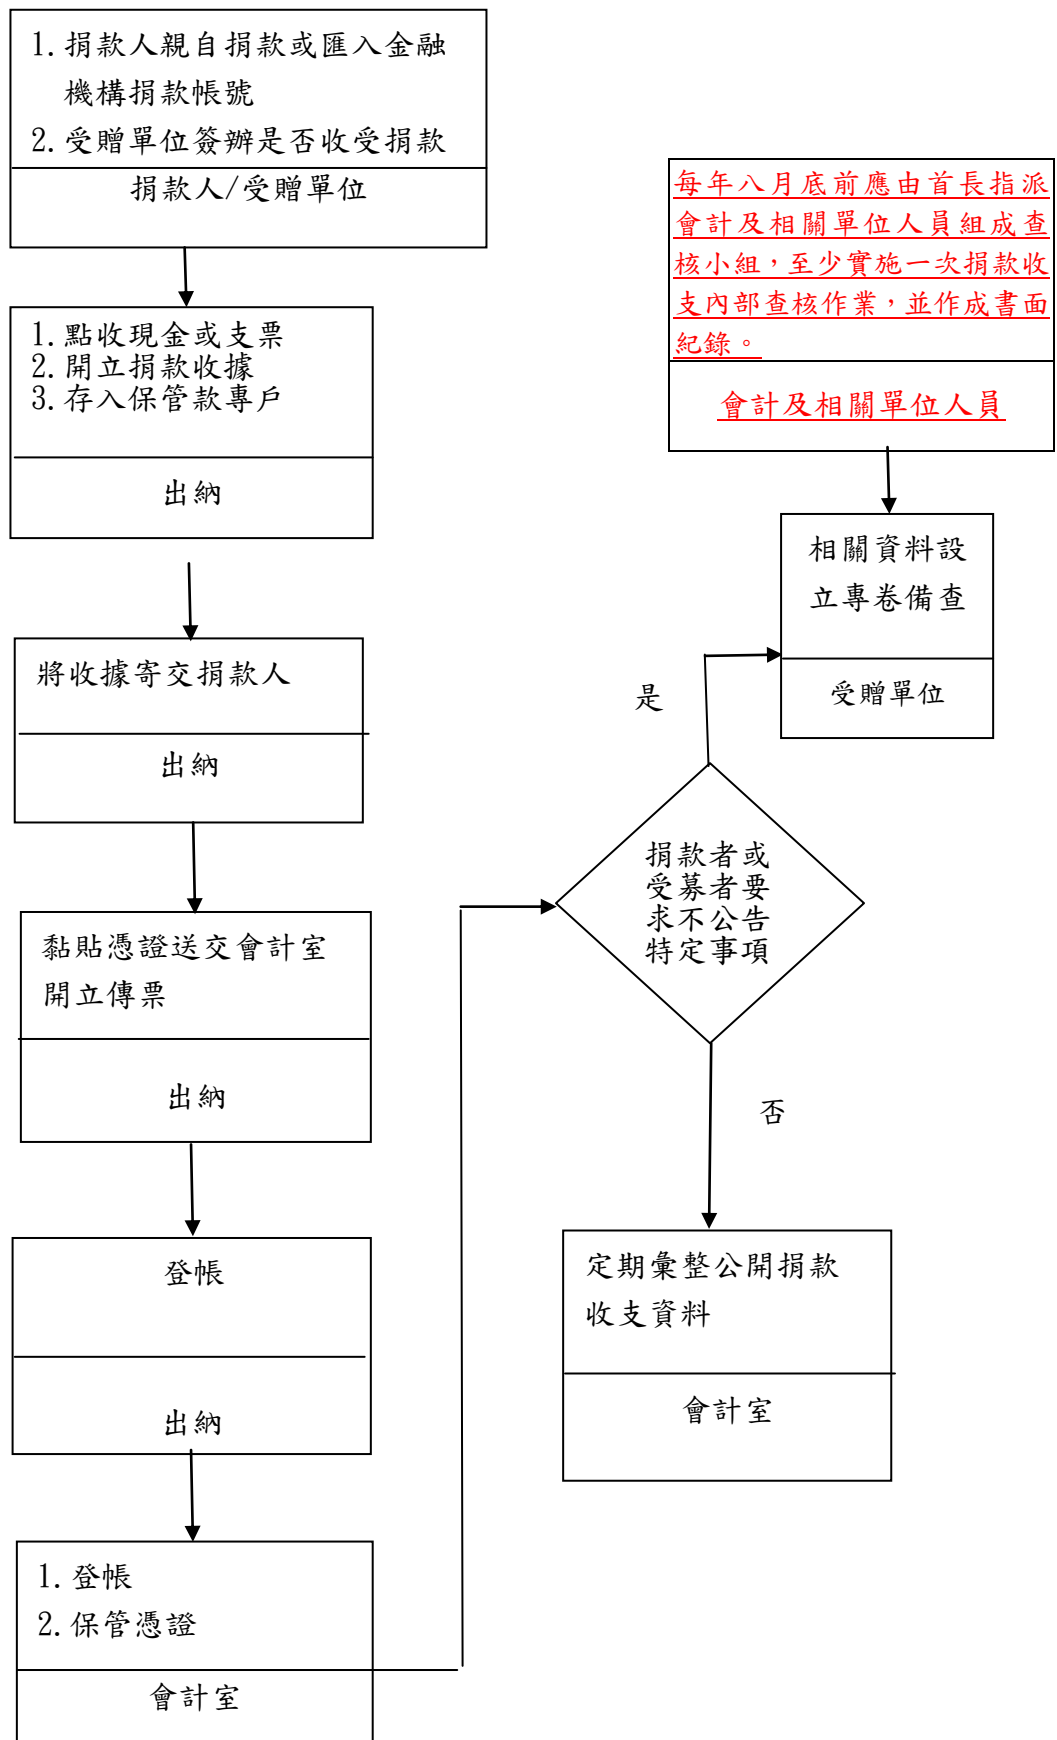 1.捐款人親自捐款或匯入金融
機構捐款帳號
2.受贈單位簽辦是否收受捐款
捐款人/受贈單位
1.點收現金或支票
2.開立捐款收據
3.存入保管款專戶
出納
將收據寄交捐款人
出納
黏貼憑證送交會計室
開立傳票
出納
登帳
出納
1.登帳
2.保管憑證
會計室
每年八月底前應由首長指派
會計及相關單位人員組成查
核小組，至少實施一次捐款收
支內部查核作業，並作成書面
紀錄。
會計及相關單位人員
相關資料設
立專卷備查
受贈單位
是
捐款者或
受募者要
求不公告
特定事項
否
定期彙整公開捐款
收支資料
會計室